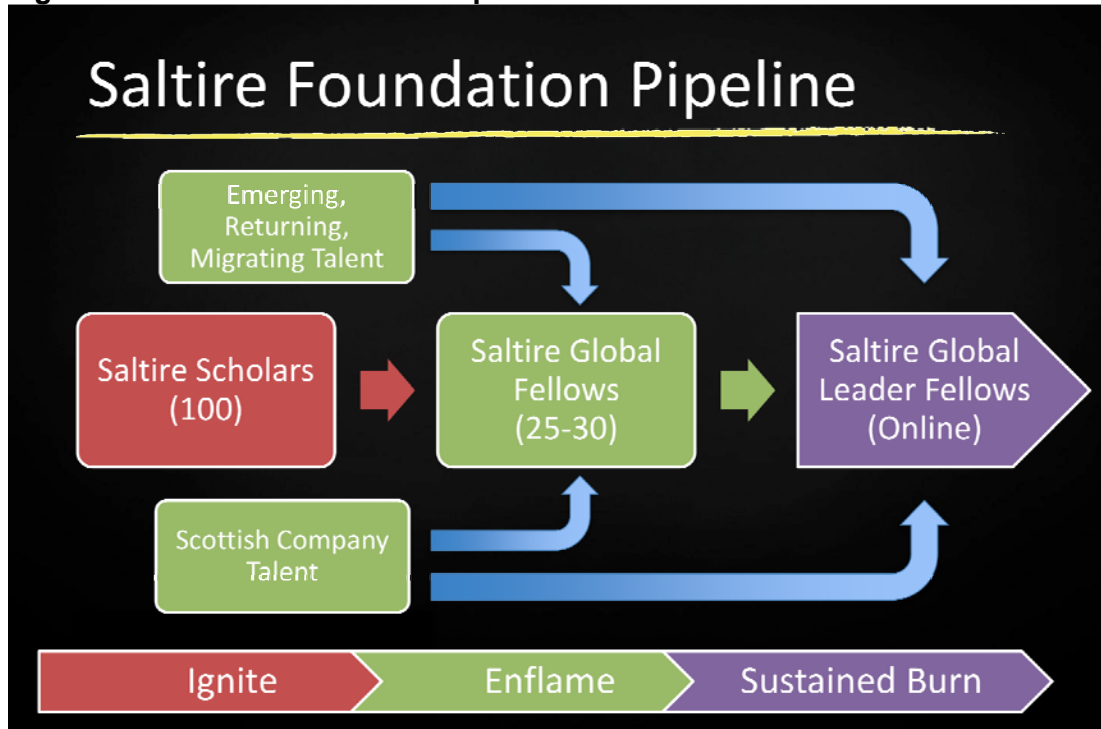 Saltire Foundation Pipeline
Emerging,
Returning,
Migrating Talent
Saltire Scholars
(100)
Saltire Global
Fellows
(25-30)
Saltire Global
Leader Fellows
(Online)
Scottish Company
Talent
Ignite
Enflame
Sustained Burn